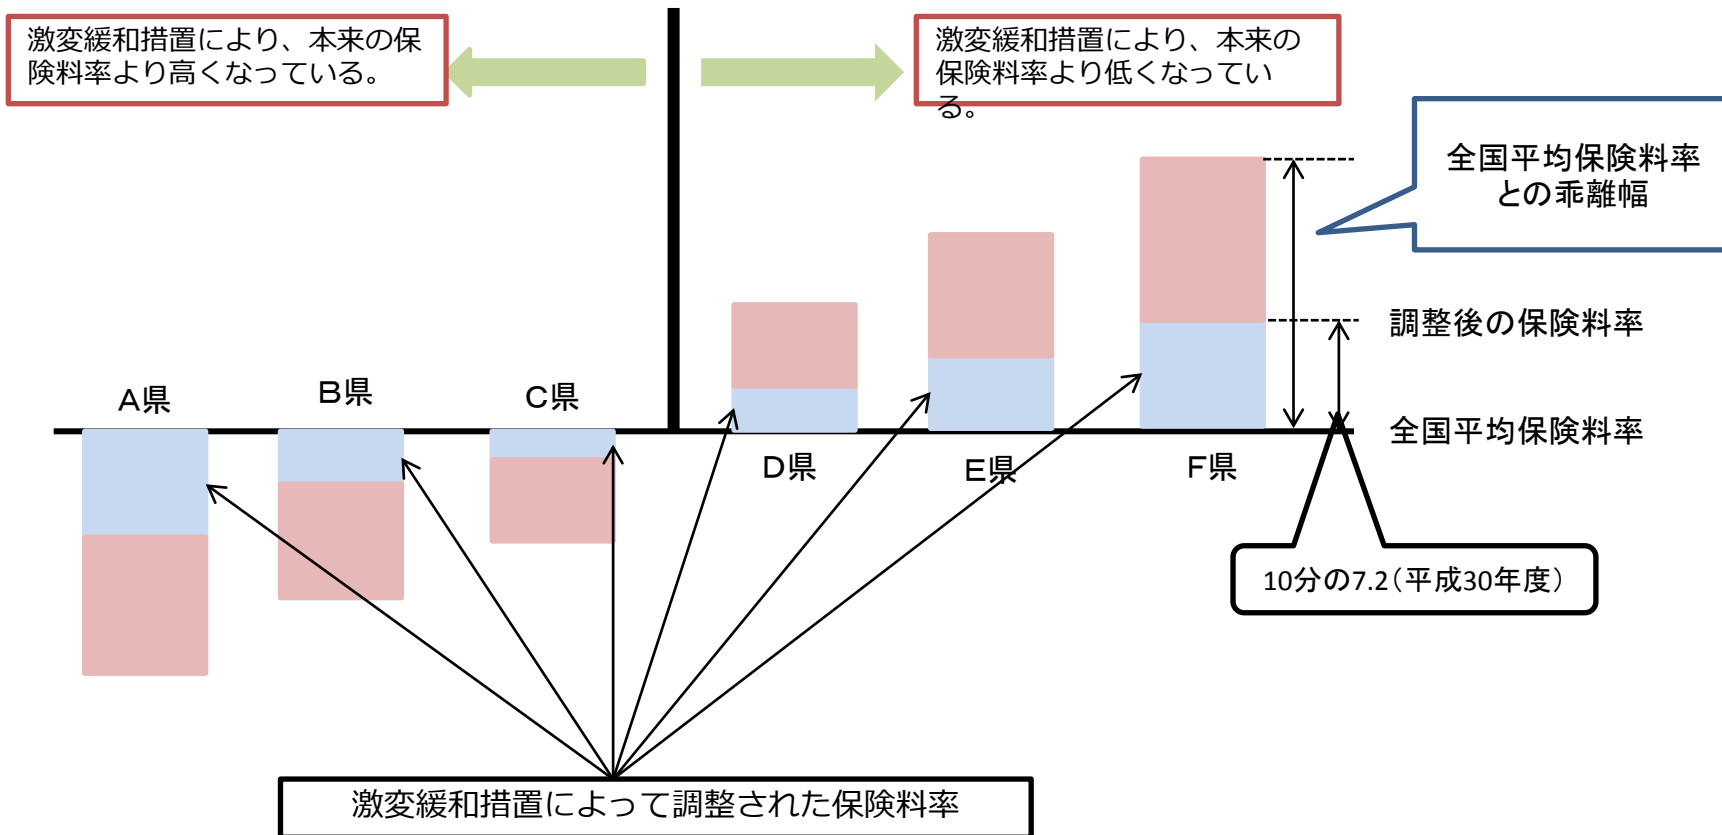 激変緩和措置により、本来の保
険料率より高くなっている。
激変緩和措置により、本来の
保険料率より低くなってい
る。
全国平均保険料率
との乖離幅
調整後の保険料率
A県
B県
C県
全国平均保険料率
D県
E県
F県
10分の7.2(平成30年度)
激変緩和措置によって調整された保険料率